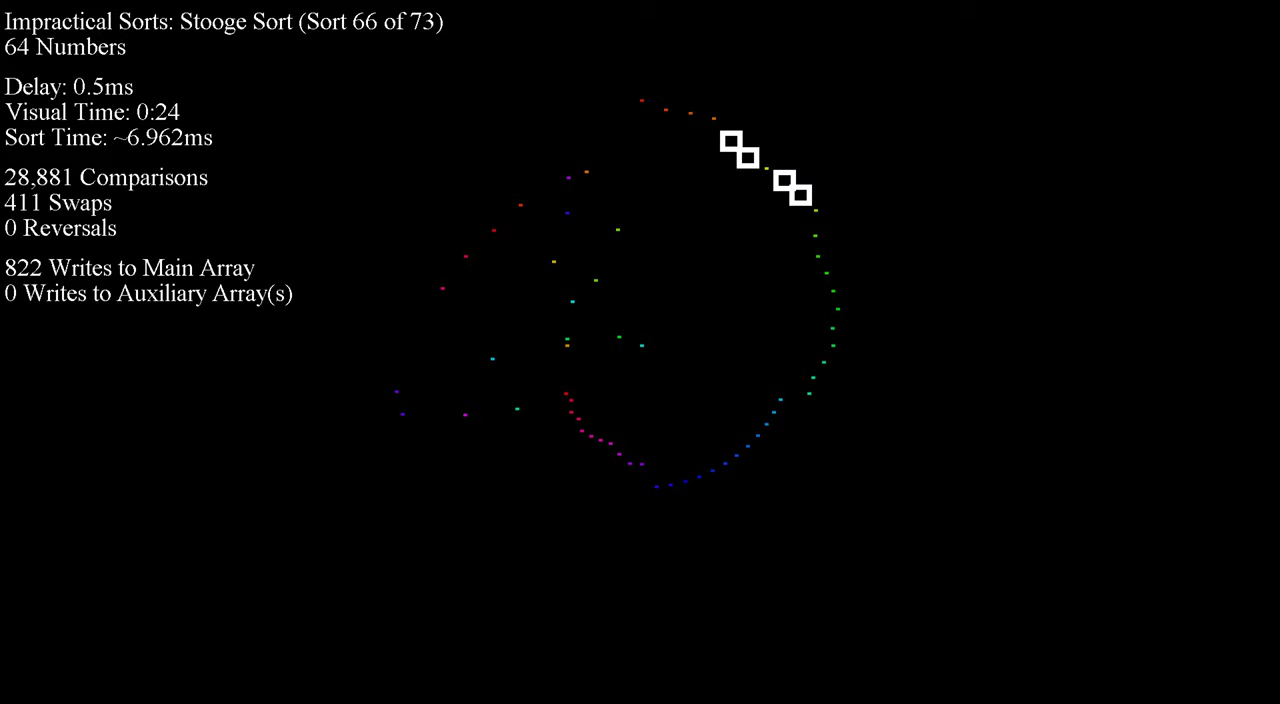 Impractical Sorts: Stooge Sort (Sort 66 of 73)
64 Numbers
Delay: 0.5ms
Visual Time: 0:24
Sort Time: ~6.962ms
28,881 Comparisons
411 Swaps
0 Reversals
822 Writes to Main Array
0 Writes to Auxiliary Array(s)